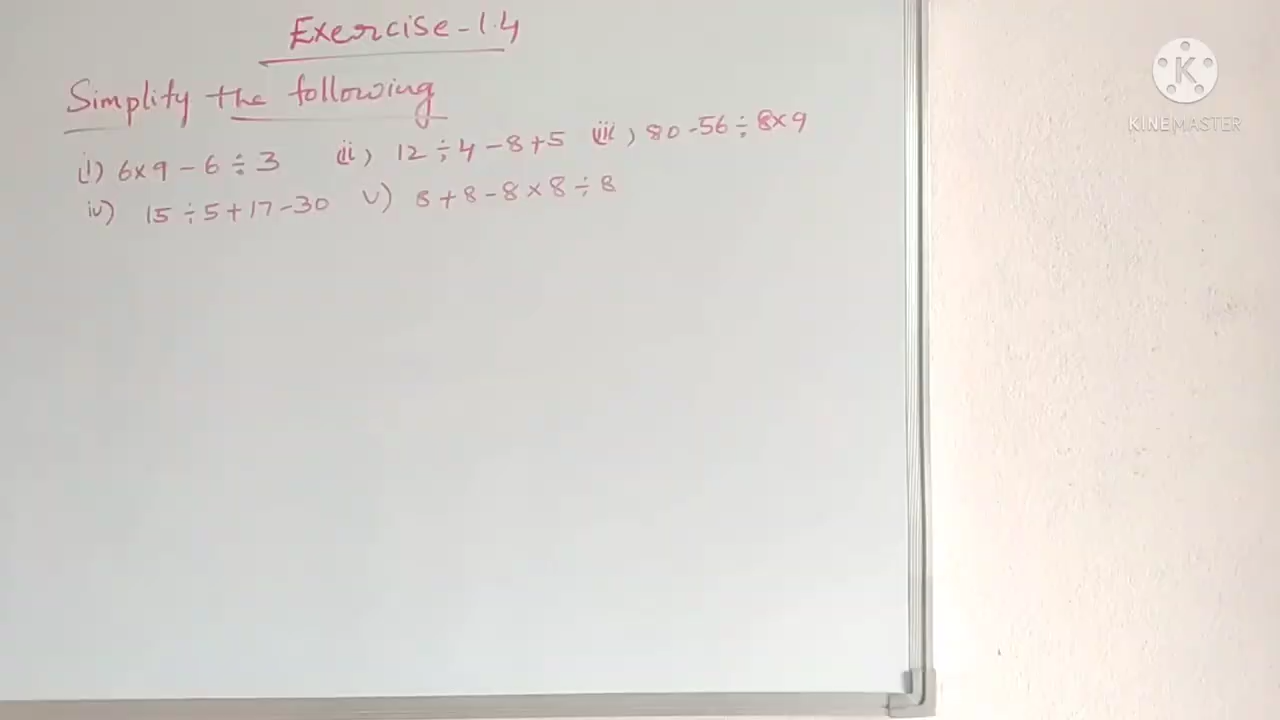 Exercise-1.4
Simplify the following
(i) 6×9-6÷3 (ii) 12÷4-8+5 (iii) 80-56÷8×9
iv) 15÷5+17-30 v) 8+8-8×8÷8
KINEMASTER